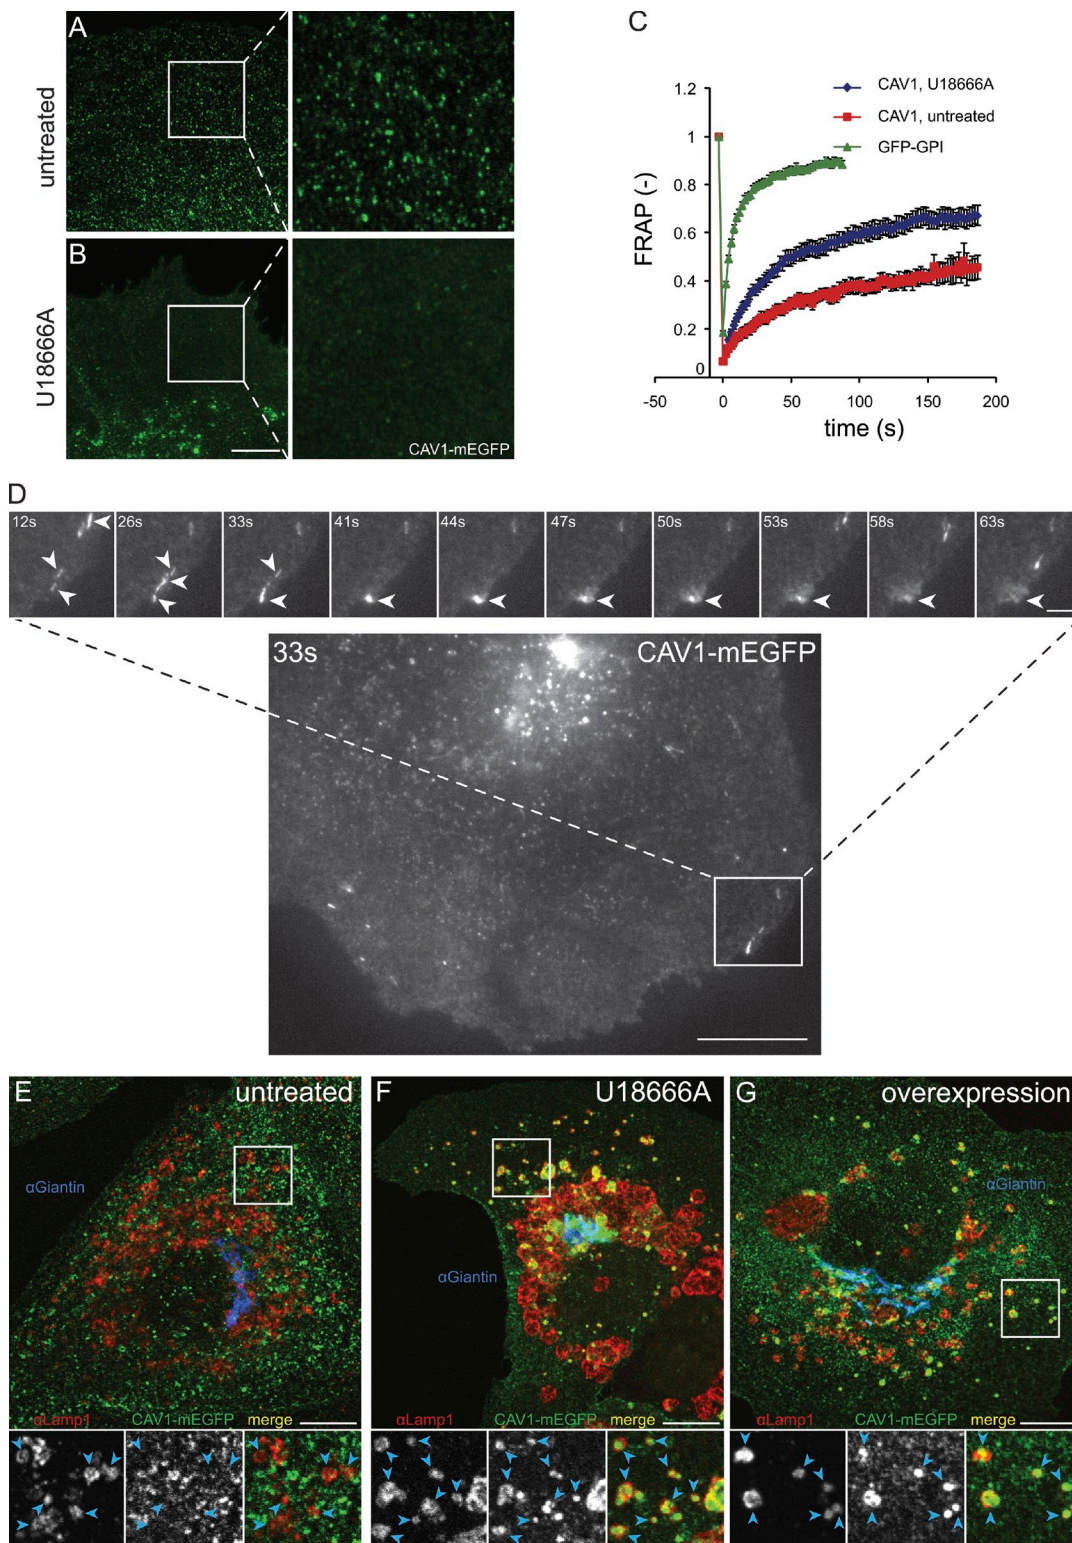 A
untreated
B
U18666A
CAV1-mEGFP
C
CAV1, U18666A
CAV1, untreated
GFP-GPI
FRAP (-)
1.2
1
0.8
0.6
0.4
0.2
0
-50
0
50
100
150
200
time (s)
D
12s
26s
33s
41s
44s
47s
50s
53s
58s
63s
33s
CAV1-mEGFP
E
untreated
αGiantin
αLamp1
CAV1-mEGFP
merge
F
U18666A
αGiantin
αLamp1
CAV1-mEGFP
merge
G
overexpression
αGiantin
αLamp1
CAV1-mEGFP
merge